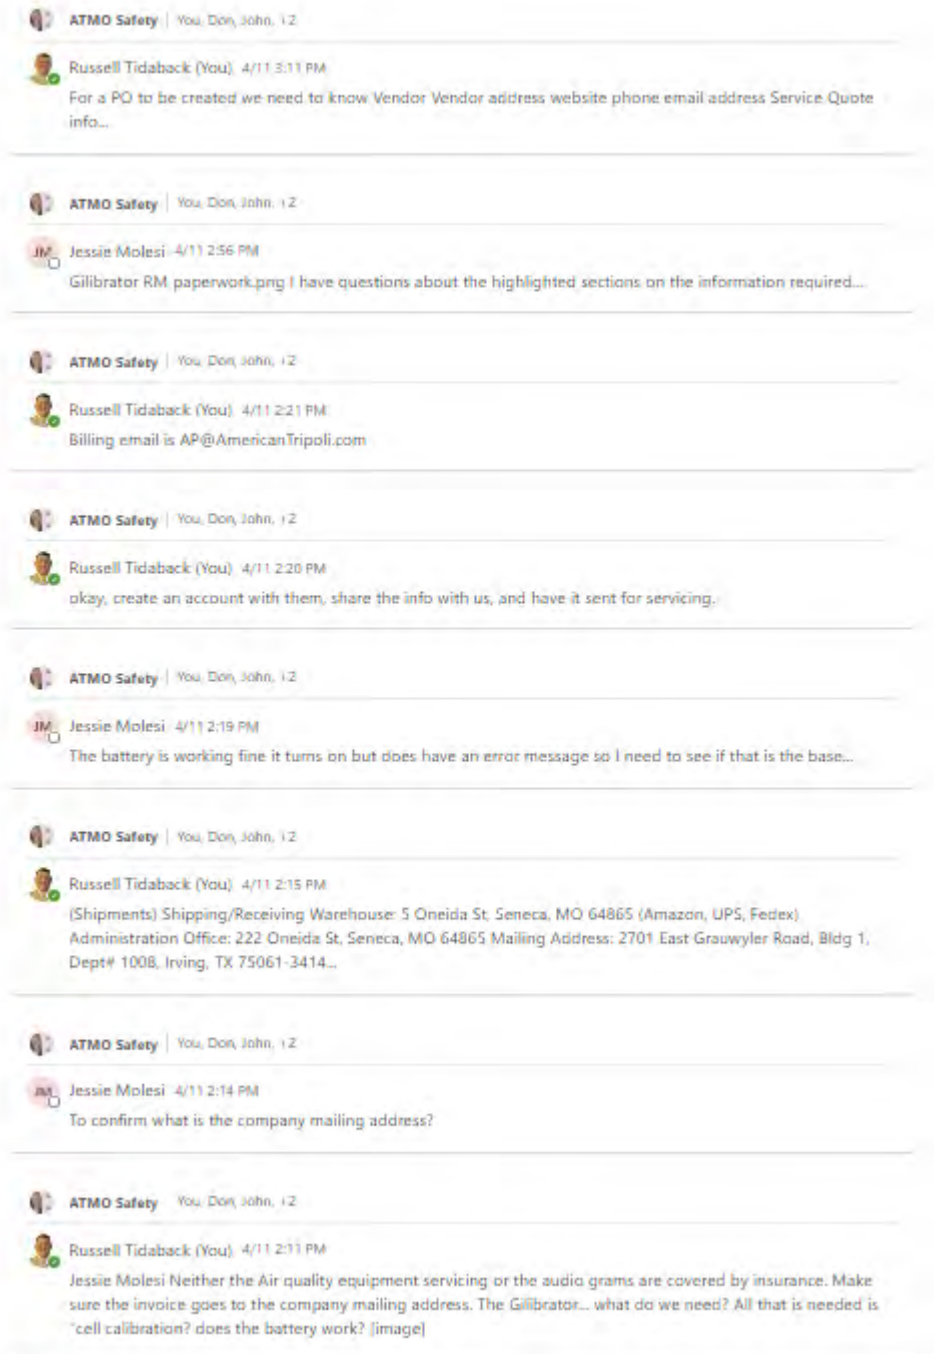 ATMO Safety | You, Don, John, +2
Russell Tidaback (You) 4/11 3:11 PM
For a PO to be created we need to know Vendor Vendor address website phone email address Service Quote
info...
ATMO Safety | You, Don, John, +2
JM Jessie Molesi 4/11 2:56 PM
Gilibrator RM paperwork.png I have questions about the highlighted sections on the information required...
ATMO Safety | You, Don, John, +2
Russell Tidaback (You) 4/11 2:21 PM
Billing email is AP@AmericanTripoli.com
ATMO Safety | You, Don, John, +2
Russell Tidaback (You) 4/11 2:20 PM
okay, create an account with them, share the info with us, and have it sent for servicing.
ATMO Safety | You, Don, John, +2
JM Jessie Molesi 4/11 2:19 PM
The battery is working fine it turns on but does have an error message so I need to see if that is the base...
ATMO Safety | You, Don, John, +2
Russell Tidaback (You) 4/11 2:15 PM
(Shipments) Shipping/Receiving Warehouse: 5 Oneida St, Seneca, MO 64865 (Amazon, UPS, Fedex)
Administration Office: 222 Oneida St, Seneca, MO 64865 Mailing Address: 2701 East Grauwyler Road, Bldg 1,
Dept# 1008, Irving, TX 75061-3414...
ATMO Safety | You, Don, John, +2
JM Jessie Molesi 4/11 2:14 PM
To confirm what is the company mailing address?
ATMO Safety You, Don, John, +2
Russell Tidaback (You) 4/11 2:11 PM
Jessie Molesi Neither the Air quality equipment servicing or the audio grams are covered by insurance. Make
sure the invoice goes to the company mailing address. The Gilibrator... what do we need? All that is needed is
"cell calibration? does the battery work? [image]